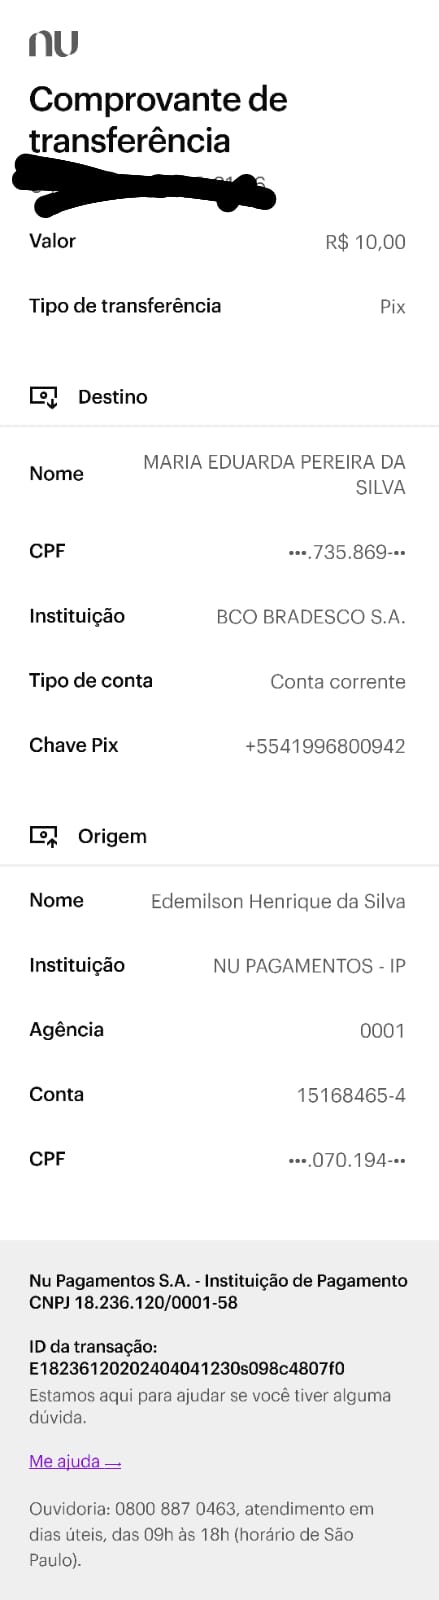 nu
Comprovante de
transferência
Valor R$ 10,00
Tipo de transferência Pix
Destino
Nome MARIA EDUARDA PEREIRA DA
SILVA
CPF •••.735.869-••
Instituição BCO BRADESCO S.A.
Tipo de conta Conta corrente
Chave Pix +5541996800942
Origem
Nome Edemilson Henrique da Silva
Instituição NU PAGAMENTOS - IP
Agência 0001
Conta 15168465-4
CPF •••.070.194-••
Nu Pagamentos S.A. - Instituição de Pagamento
CNPJ 18.236.120/0001-58
ID da transação:
E18236120202404041230s098c4807f0
Estamos aqui para ajudar se você tiver alguma
dúvida.
Me ajuda →
Ouvidoria: 0800 887 0463, atendimento em
dias úteis, das 09h às 18h (horário de São
Paulo).